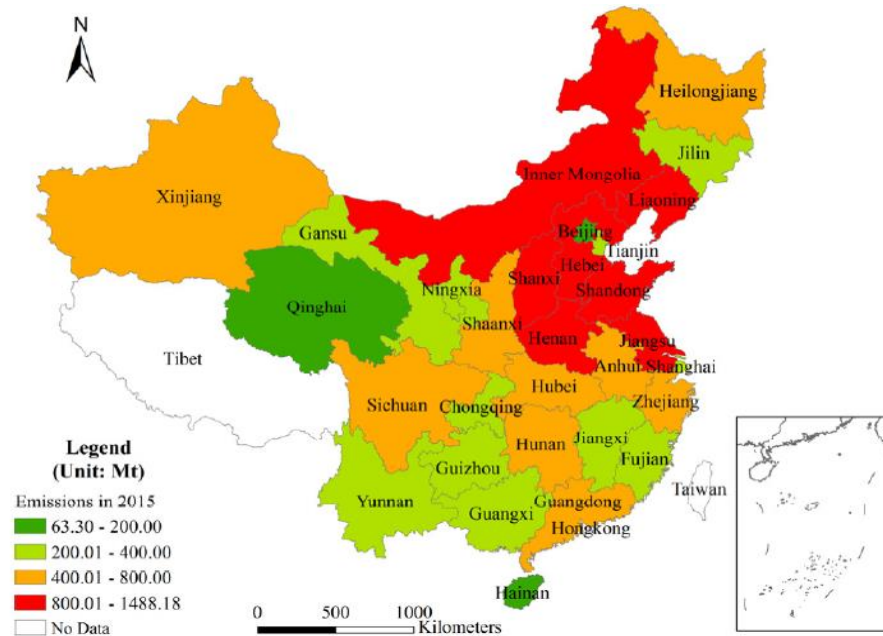 N
Heilongjiang
Jilin
Inner Mongolia
Xinjiang
Liaoning
Gansu
Beijing
Tianjin
Hebei
Shanxi
Ningxia
Shandong
Qinghai
Shaanxi
Henan
Jiangsu
Tibet
Anhui
Shanghai
Hubei
Sichuan
Chongqing
Zhejiang
Hunan
Jiangxi
Guizhou
Fujian
Yunnan
Guangxi
Guangdong
Taiwan
Hongkong
Hainan
Legend
(Unit: Mt)
Emissions in 2015
63.30 - 200.00
200.01 - 400.00
400.01 - 800.00
800.01 - 1488.18
No Data
0 500 1000
Kilometers